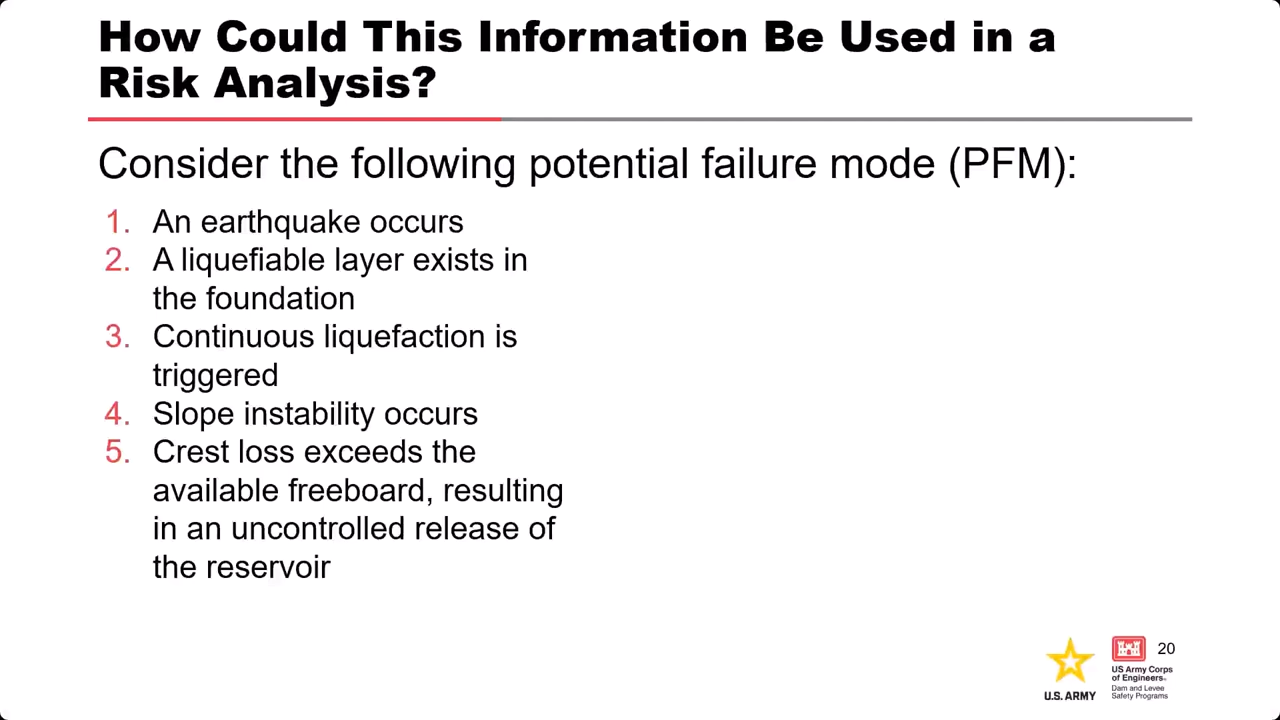 How Could This Information Be Used in a
Risk Analysis?
Consider the following potential failure mode (PFM):
1. An earthquake occurs
2. A liquefiable layer exists in
the foundation
3. Continuous liquefaction is
triggered
4. Slope instability occurs
5. Crest loss exceeds the
available freeboard, resulting
in an uncontrolled release of
the reservoir
U.S. ARMY
US Army Corps
of Engineers®
Dam and Levee
Safety Programs
20